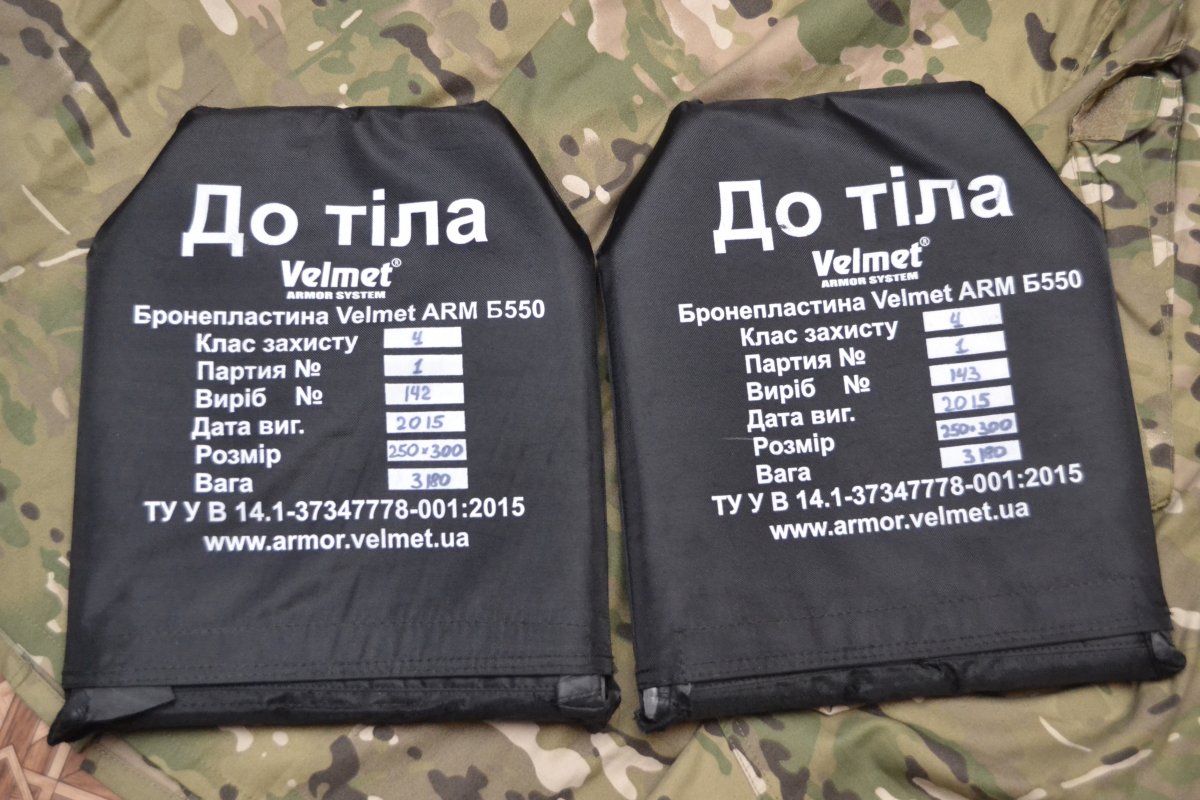 До тіла
Velmet®
ARMOR SYSTEM
Бронепластина Velmet ARM Б550
Клас захисту 4
Партия № 1
Виріб № 142
Дата виг. 2015
Розмір 250×300
Вага 3180
ТУ У В 14.1-37347778-001:2015
www.armor.velmet.ua
До тіла
Velmet®
ARMOR SYSTEM
Бронепластина Velmet ARM Б550
Клас захисту 4
Партия № 1
Виріб № 143
Дата виг. 2015
Розмір 250×300
Вага 3180
ТУ У В 14.1-37347778-001:2015
www.armor.velmet.ua